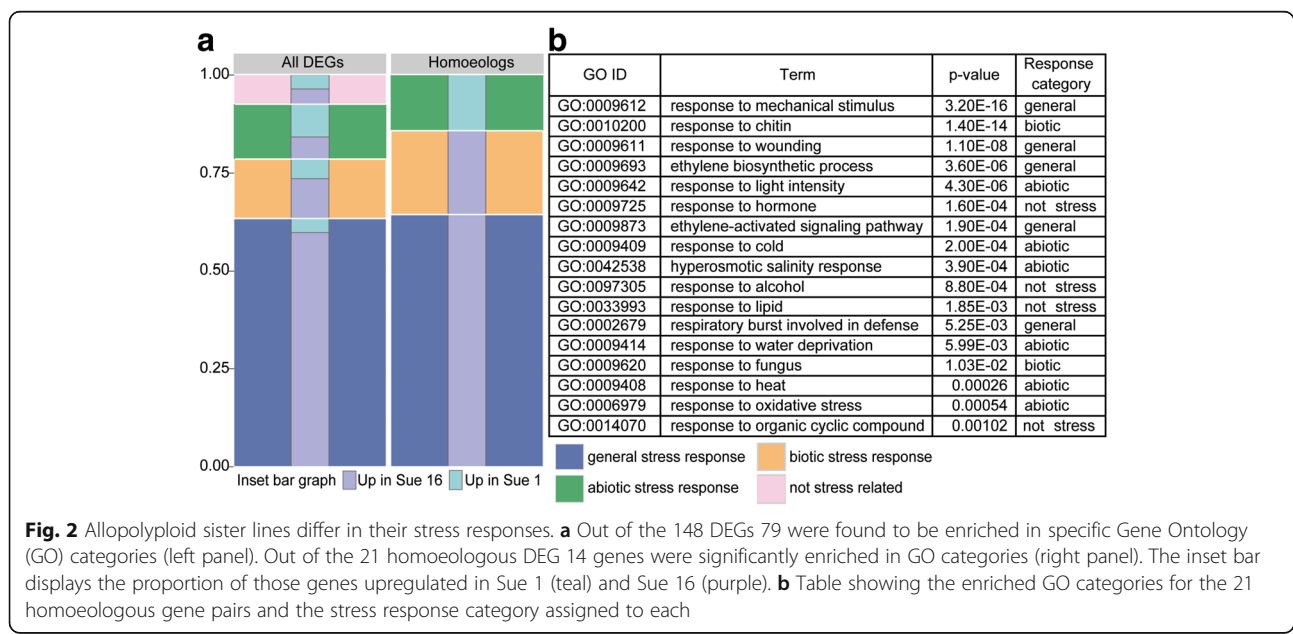 a
All DEGs Homoeologs
1.00
0.75
0.50
0.25
0.00
Inset bar graph Up in Sue 16 Up in Sue 1
b
GO ID Term p-value Response category
GO:0009612 response to mechanical stimulus 3.20E-16 general
GO:0010200 response to chitin 1.40E-14 biotic
GO:0009611 response to wounding 1.10E-08 general
GO:0009693 ethylene biosynthetic process 3.60E-06 general
GO:0009642 response to light intensity 4.30E-06 abiotic
GO:0009725 response to hormone 1.60E-04 not stress
GO:0009873 ethylene-activated signaling pathway 1.90E-04 general
GO:0009409 response to cold 2.00E-04 abiotic
GO:0042538 hyperosmotic salinity response 3.90E-04 abiotic
GO:0097305 response to alcohol 8.80E-04 not stress
GO:0033993 response to lipid 1.85E-03 not stress
GO:0002679 respiratory burst involved in defense 5.25E-03 general
GO:0009414 response to water deprivation 5.99E-03 abiotic
GO:0009620 response to fungus 1.03E-02 biotic
GO:0009408 response to heat 0.00026 abiotic
GO:0006979 response to oxidative stress 0.00054 abiotic
GO:0014070 response to organic cyclic compound 0.00102 not stress
general stress response biotic stress response
abiotic stress response not stress related
Fig. 2 Allopolyploid sister lines differ in their stress responses. a Out of the 148 DEGs 79 were found to be enriched in specific Gene Ontology
(GO) categories (left panel). Out of the 21 homoeologous DEG 14 genes were significantly enriched in GO categories (right panel). The inset bar
displays the proportion of those genes upregulated in Sue 1 (teal) and Sue 16 (purple). b Table showing the enriched GO categories for the 21
homoeologous gene pairs and the stress response category assigned to each